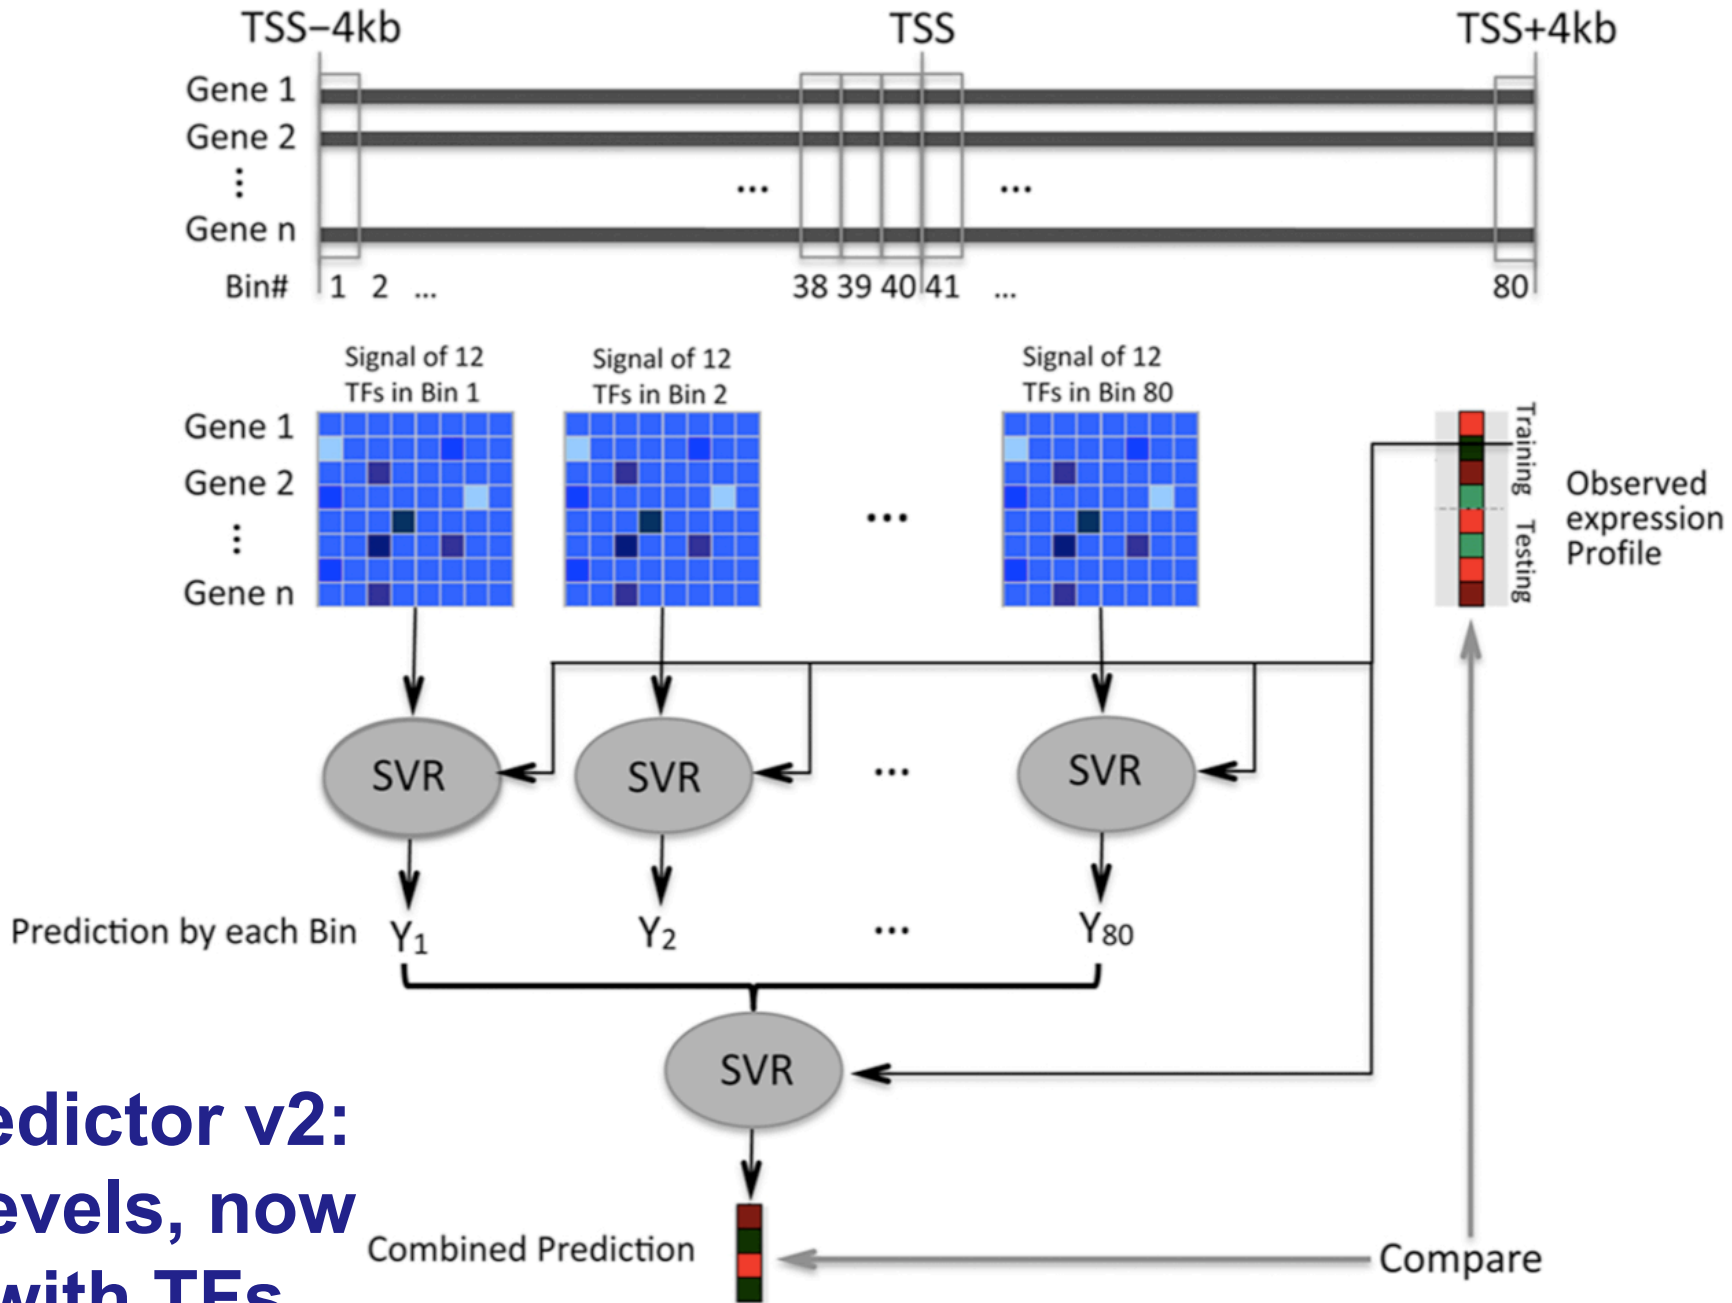 TSS−4kb TSS TSS+4kb
Gene 1
Gene 2
⋮
... ...
Gene n
Bin# 1 2 ... 38 39 40 41 ... 80
Signal of 12
TFs in Bin 1
Signal of 12
TFs in Bin 2
Signal of 12
TFs in Bin 80
Gene 1
Gene 2
⋮
Gene n
...
Training
Testing
Observed
expression
Profile
SVR SVR ... SVR
Prediction by each Bin Y1 Y2 ... Y80
SVR
edictor v2:
evels, now
with TFs
Combined Prediction
Compare